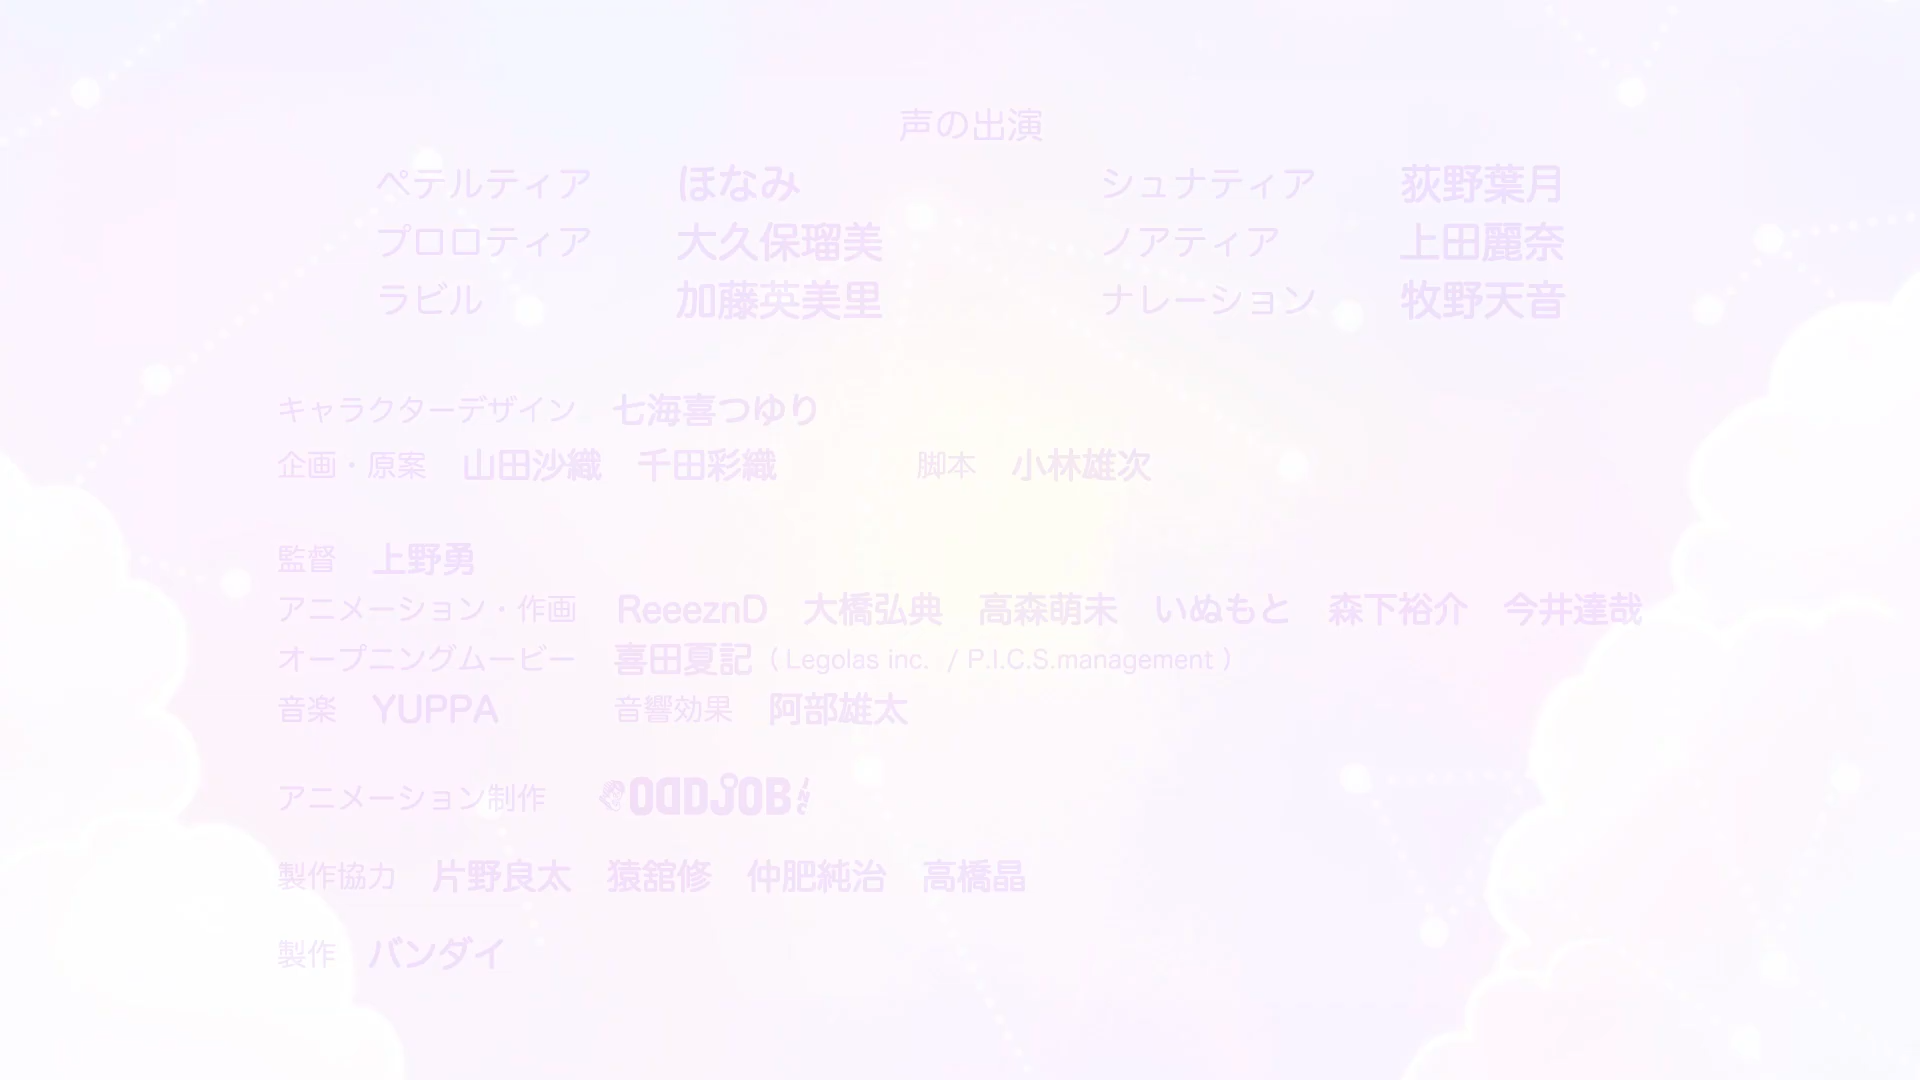 声の出演
ペテルティア ほなみ シュナティア 荻野葉月
プロロティア 大久保瑠美 ノアティア 上田麗奈
ラビル 加藤英美里 ナレーション 牧野天音
キャラクターデザイン 七海喜つゆり
企画・原案 山田沙織 千田彩織 脚本 小林雄次
監督 上野勇
アニメーション・作画 ReeeznD 大橋弘典 高森萌未 いぬもと 森下裕介 今井達哉
オープニングムービー 喜田夏記 ( Legolas inc. / P.I.C.S.management )
音楽 YUPPA 音響効果 阿部雄太
アニメーション制作 ODDJOB INC
製作協力 片野良太 猿舘修 仲肥純治 高橋晶
製作 バンダイ